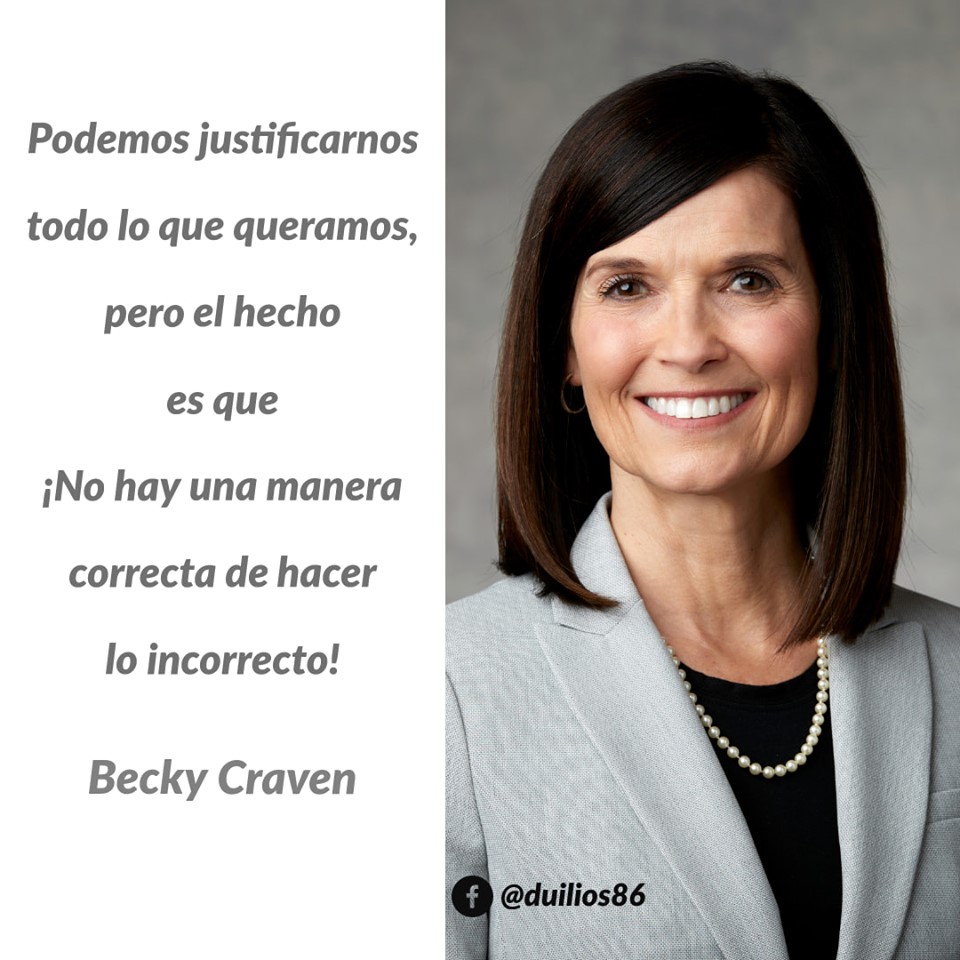 Podemos justificarnos
todo lo que queramos,
pero el hecho
es que
¡No hay una manera
correcta de hacer
lo incorrecto!
Becky Craven
@duilios86